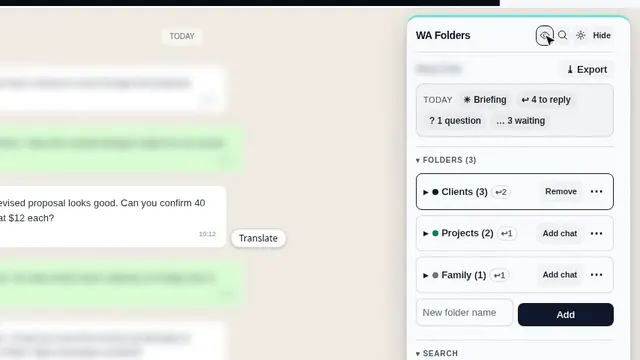 TODAY
evised proposal looks good. Can you confirm 40
at $12 each?
10:12
Translate
WA Folders
Hide
Export
TODAY
Briefing
↩ 4 to reply
? 1 question
... 3 waiting
FOLDERS (3)
Clients (3) ↩2
Remove
Projects (2) ↩1
Add chat
Family (1) ↩1
Add chat
New folder name
Add
SEARCH